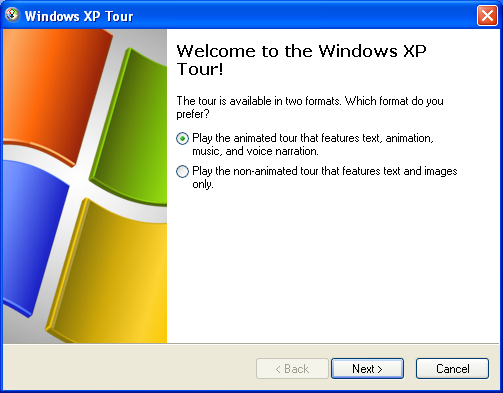 Windows XP Tour
Welcome to the Windows XP
Tour!
The tour is available in two formats. Which format do you
prefer?
Play the animated tour that features text, animation,
music, and voice narration.
Play the non-animated tour that features text and images
only.
< Back
Next >
Cancel